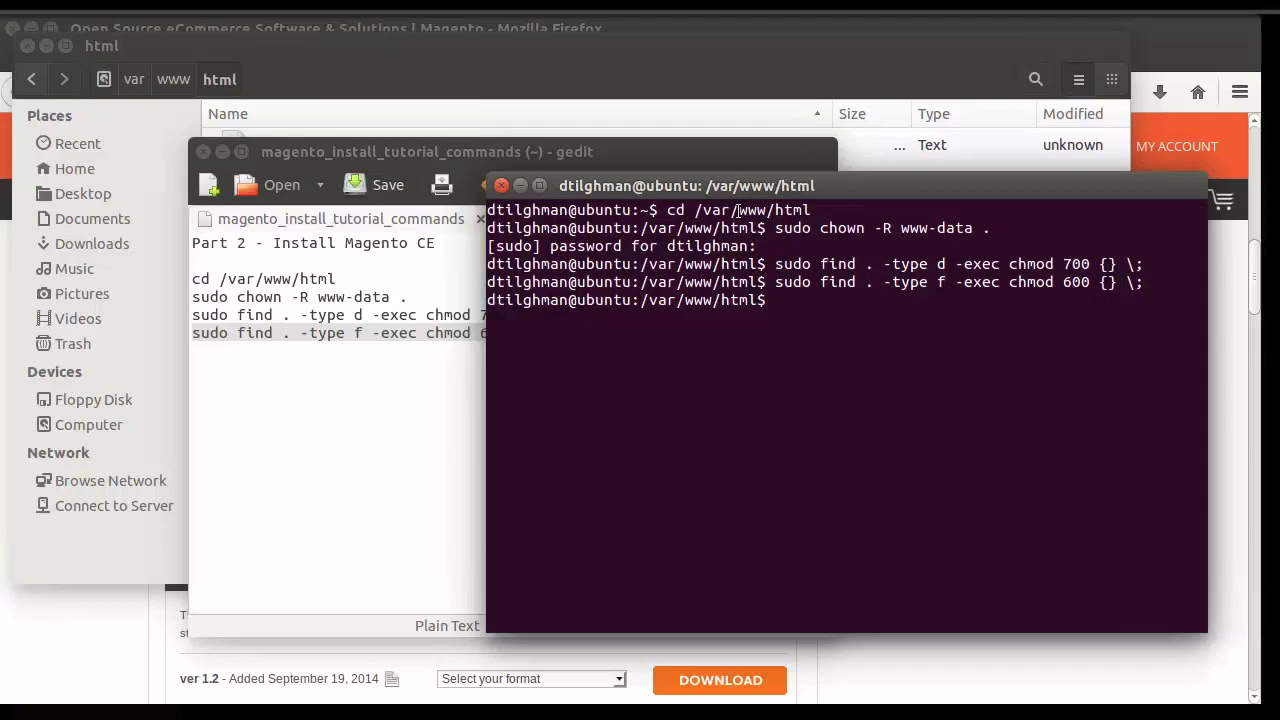 Open Source eCommerce Software & Solutions | Magento - Mozilla Firefox
html
var www html
Places
Recent
Home
Desktop
Documents
Downloads
Music
Pictures
Videos
Trash
Devices
Floppy Disk
Computer
Network
Browse Network
Connect to Server
Name Size Type Modified
... Text unknown
MY ACCOUNT
magento_install_tutorial_commands (~) - gedit
Open Save
magento_install_tutorial_commands
Part 2 - Install Magento CE
cd /var/www/html
sudo chown -R www-data .
sudo find . -type d -exec chmod
sudo find . -type f -exec chmod
Plain Text
dtilghman@ubuntu: /var/www/html
dtilghman@ubuntu:~$ cd /var/www/html
dtilghman@ubuntu:/var/www/html$ sudo chown -R www-data .
[sudo] password for dtilghman:
dtilghman@ubuntu:/var/www/html$ sudo find . -type d -exec chmod 700 {} \;
dtilghman@ubuntu:/var/www/html$ sudo find . -type f -exec chmod 600 {} \;
dtilghman@ubuntu:/var/www/html$
ver 1.2 - Added September 19, 2014
Select your format
DOWNLOAD